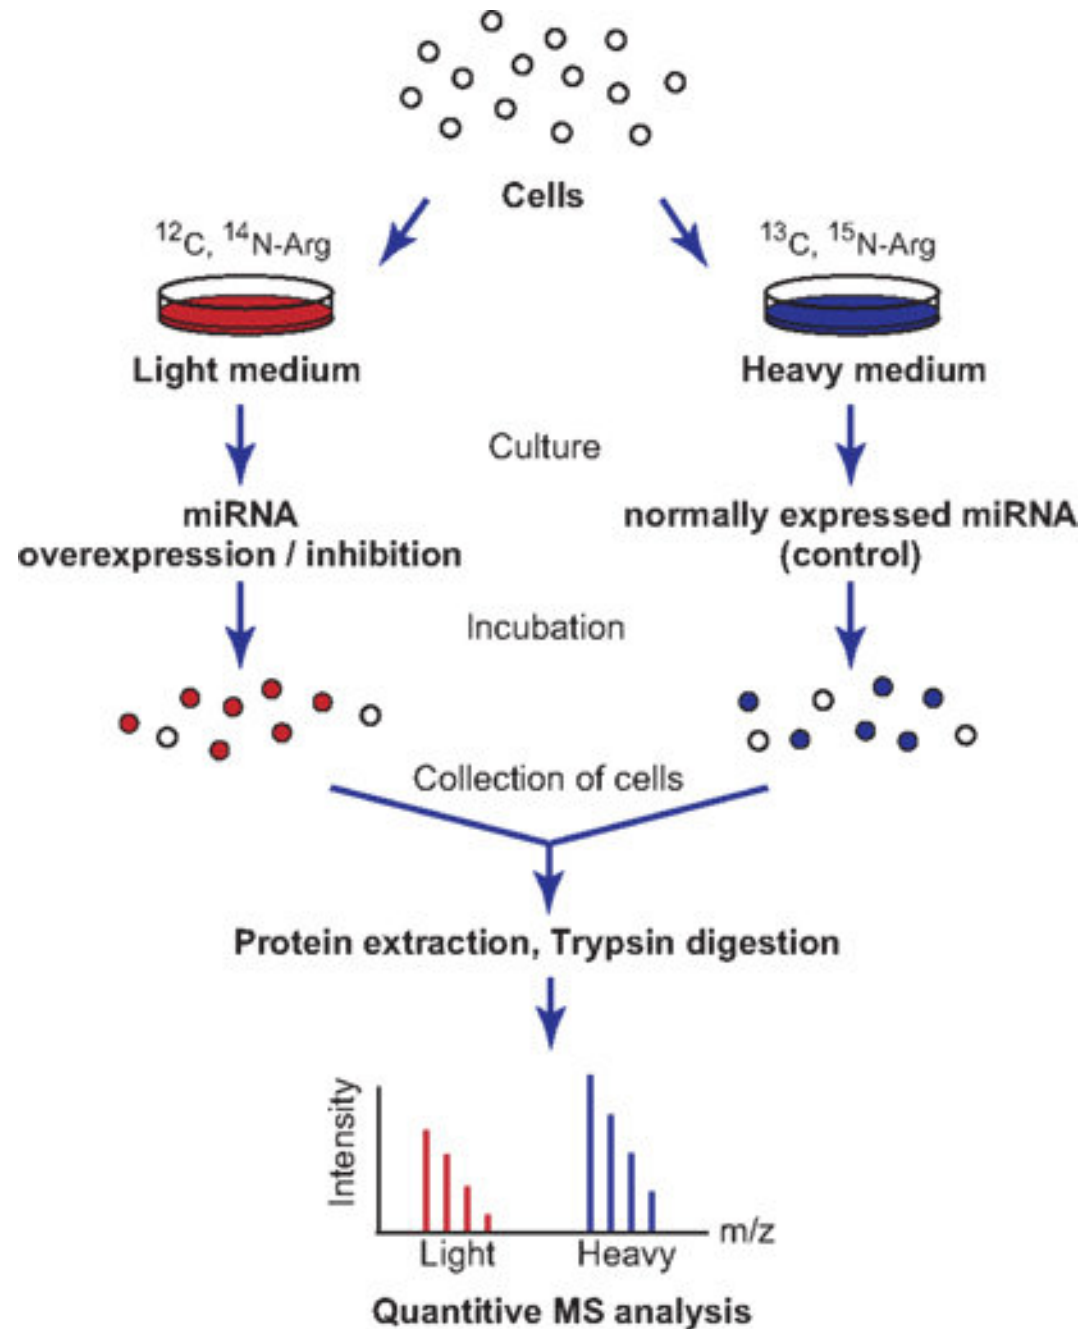 Cells
¹²C, ¹⁴N-Arg
¹³C, ¹⁵N-Arg
Light medium
Heavy medium
Culture
miRNA
overexpression / inhibition
normally expressed miRNA
(control)
Incubation
Collection of cells
Protein extraction, Trypsin digestion
Intensity
m/z
Light
Heavy
Quantitive MS analysis